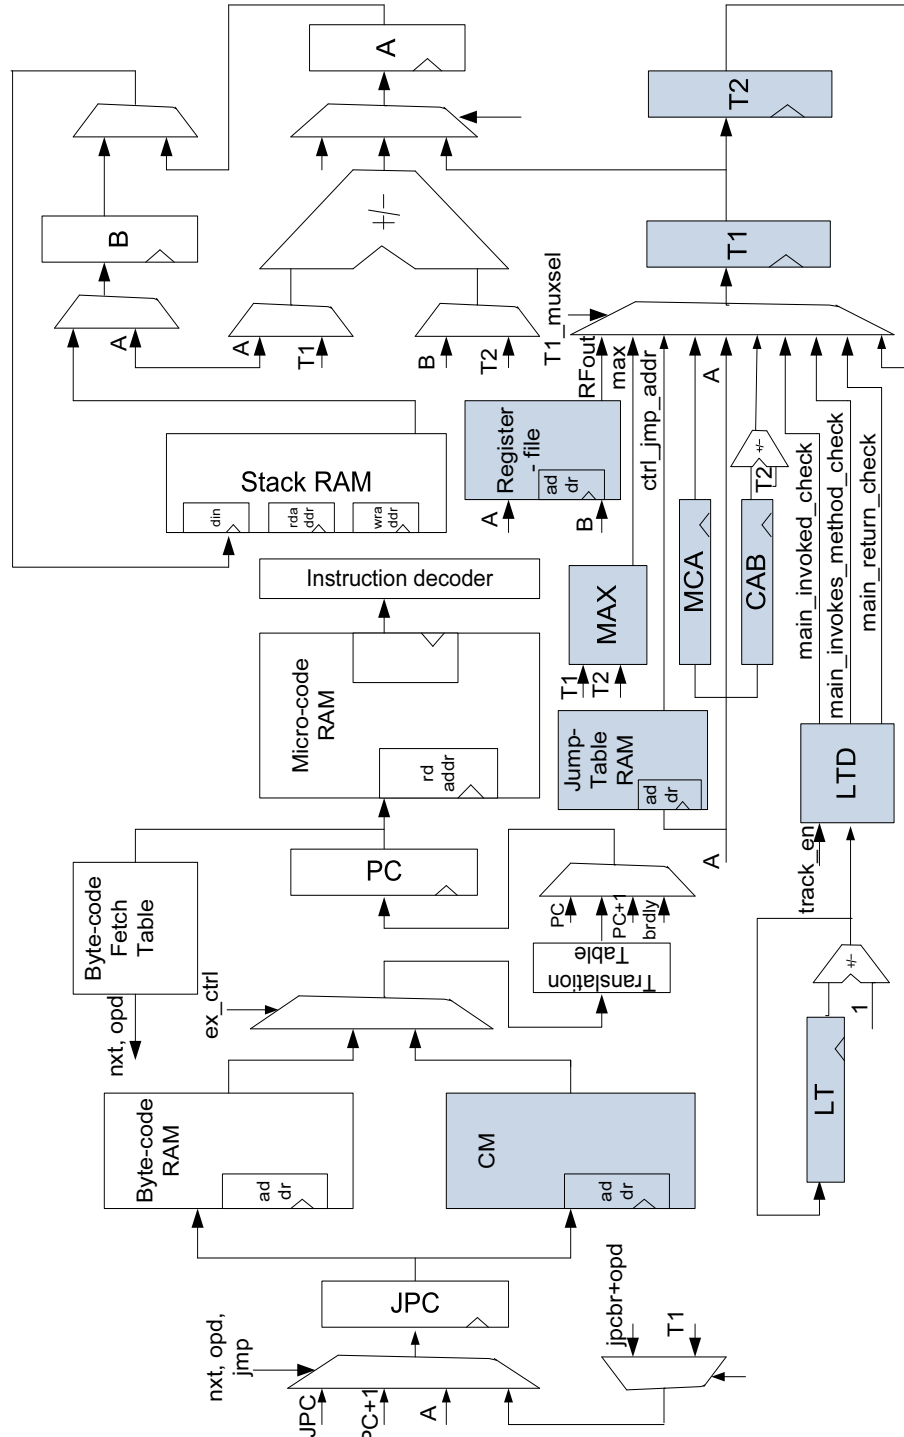 A
T2
B
+/-
T1
A
A
T1
B
T2
T1_muxsel
RFout
max
ctrl_jmp_addr
A
Stack RAM
din
rda
ddr
wra
ddr
Register
- file
ad
dr
A
B
+/-
T2
Instruction decoder
MAX
T1
T2
MCA
CAB
main_invoked_check
main_invokes_method_check
main_return_check
Micro-code
RAM
rd
addr
Jump-
Table
RAM
ad
dr
LTD
track_en
A
Byte-code
Fetch
Table
PC
PC
PC+1
brdly
Translation
Table
nxt, opd
ex_ctrl
+/-
1
LT
Byte-code
RAM
ad
dr
CM
ad
dr
JPC
nxt, opd,
jmp
jpcbr+opd
T1
JPC
PC+1
A